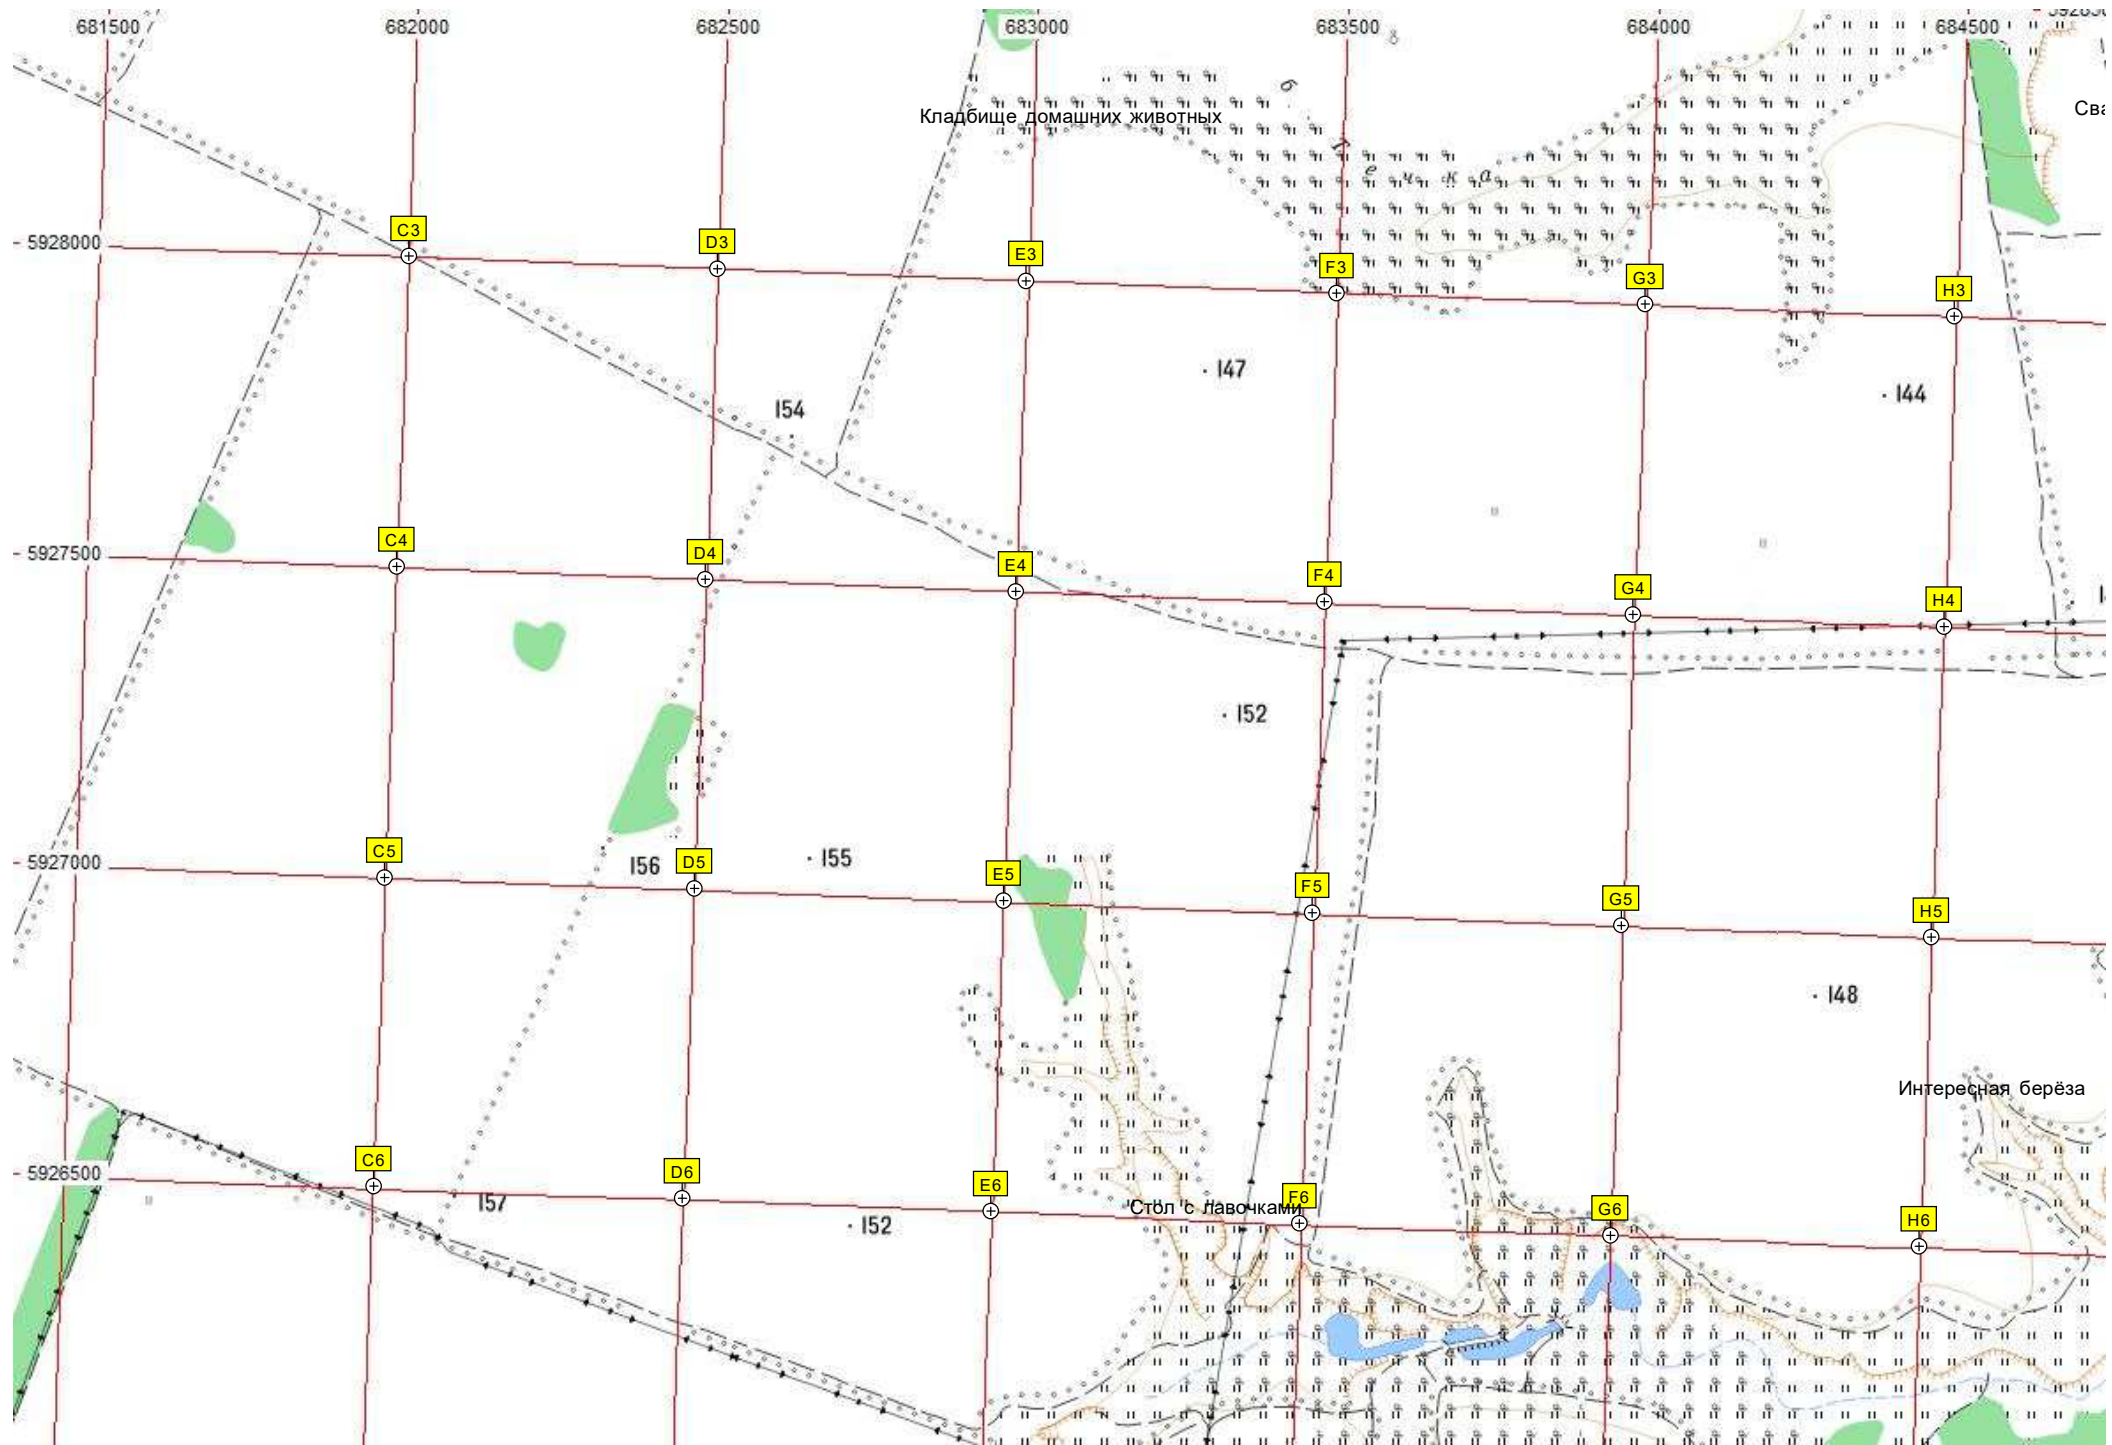 681500 682000 682500 683000 683500 684000 684500
Кладбище домашних животных
е ч к а
5928000 C3 D3 E3 F3 G3 H3
147
144
154
5927500 C4 D4 E4 F4 G4 H4
152
5927000 C5 D5 E5 F5 G5 H5
156 155
148
Интересная берёза
5926500 C6 D6 E6 F6 G6 H6
157 152
Стол с лавочками